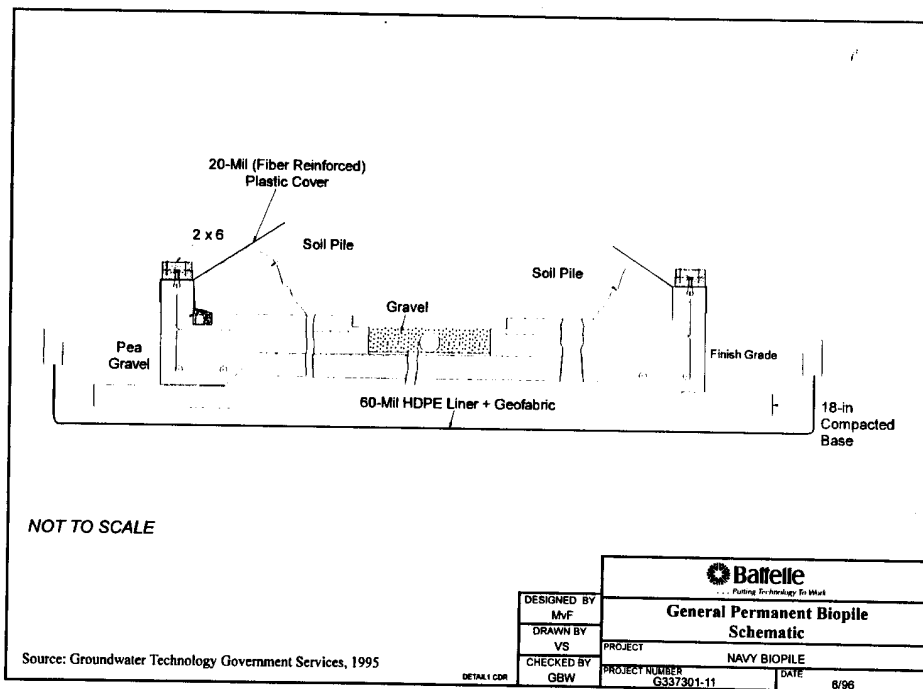 20-Mil (Fiber Reinforced)
Plastic Cover
2 x 6
Soil Pile
Soil Pile
Gravel
Pea
Gravel
Finish Grade
60-Mil HDPE Liner + Geofabric
18-in
Compacted
Base
NOT TO SCALE
Battelle
. . . Putting Technology To Work
General Permanent Biopile
Schematic
DESIGNED BY
MvF
DRAWN BY
VS
CHECKED BY
GBW
PROJECT
NAVY BIOPILE
PROJECT NUMBER
G337301-11
DATE
6/96
Source: Groundwater Technology Government Services, 1995
DETAIL1 CDR